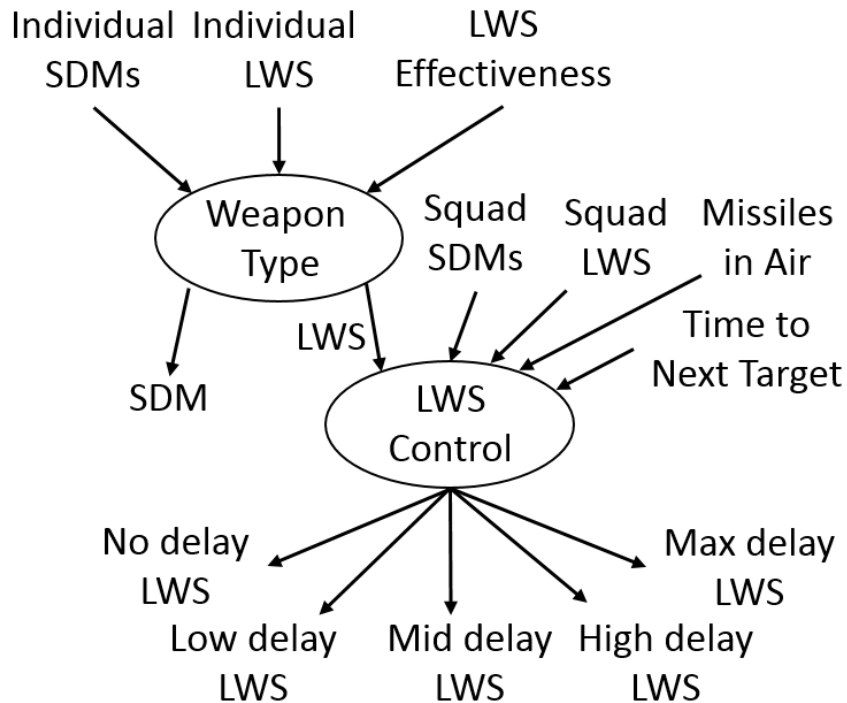 Individual
SDMs
Individual
LWS
LWS
Effectiveness
Weapon
Type
Squad
SDMs
Squad
LWS
Missiles
in Air
Time to
Next Target
LWS
SDM
LWS
Control
No delay
LWS
Low delay
LWS
Mid delay
LWS
High delay
LWS
Max delay
LWS